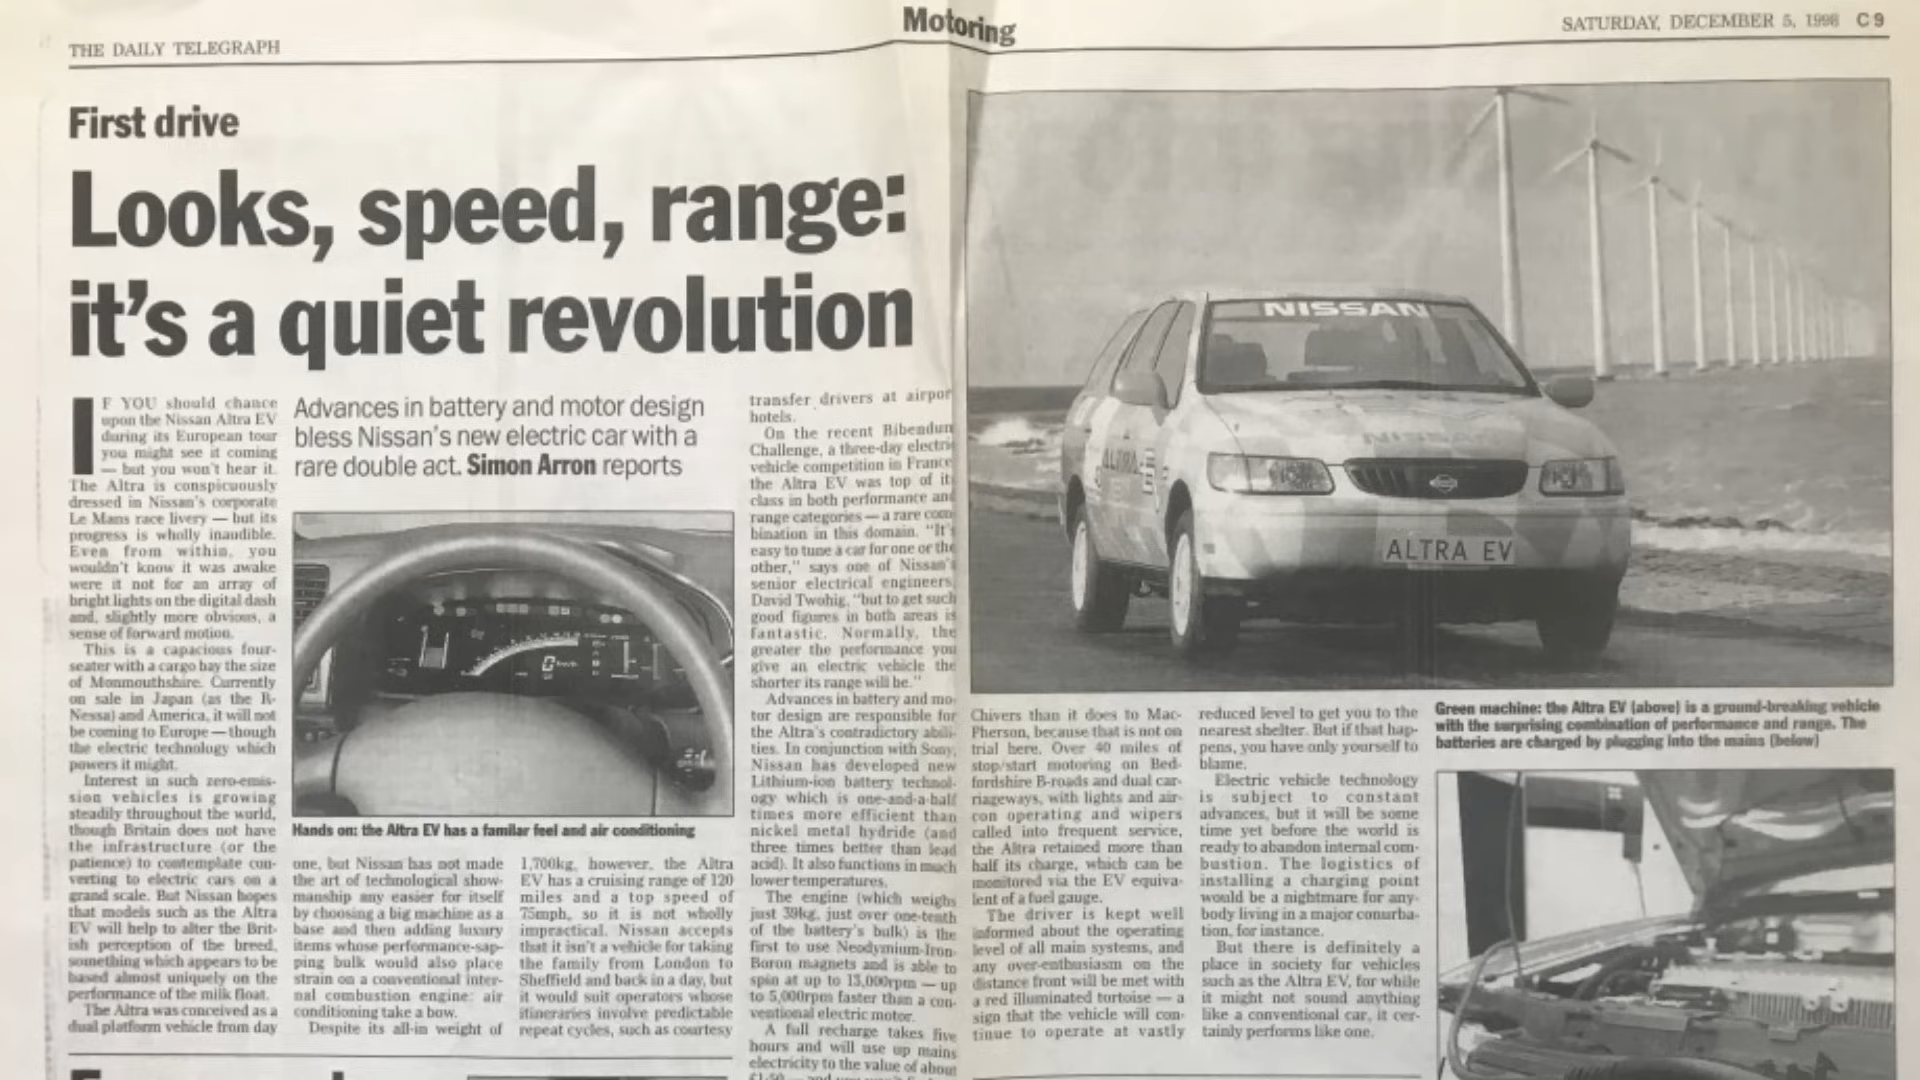 THE DAILY TELEGRAPH
Motoring
SATURDAY, DECEMBER 5, 1998 C9
First drive
Looks, speed, range:
it's a quiet revolution
Advances in battery and motor design
bless Nissan's new electric car with a
rare double act. Simon Arron reports
IF YOU should chance
upon the Nissan Altra EV
during its European tour
you might see it coming
— but you won't hear it.
The Altra is conspicuously
dressed in Nissan's corporate
Le Mans race livery — but its
progress is wholly inaudible.
Even from within, you
wouldn't know it was awake
were it not for an array of
bright lights on the digital dash
and, slightly more obvious, a
sense of forward motion.
This is a capacious four-
seater with a cargo bay the size
of Monmouthshire. Currently
on sale in Japan (as the R-
Nessa) and America, it will not
be coming to Europe — though
the electric technology which
powers it might.
Interest in such zero-emis-
sion vehicles is growing
steadily throughout the world,
though Britain does not have
the infrastructure (or the
patience) to contemplate con-
verting to electric cars on a
grand scale. But Nissan hopes
that models such as the Altra
EV will help to alter the Brit-
ish perception of the breed,
something which appears to be
based almost uniquely on the
performance of the milk float.
The Altra was conceived as a
dual platform vehicle from day
Hands on: the Altra EV has a familar feel and air conditioning
one, but Nissan has not made
the art of technological show-
manship any easier for itself
by choosing a big machine as a
base and then adding luxury
items whose performance-sap-
ping bulk would also place
strain on a conventional inter-
nal combustion engine: air
conditioning take a bow.
Despite its all-in weight of
1,700kg, however, the Altra
EV has a cruising range of 120
miles and a top speed of
75mph, so it is not wholly
impractical. Nissan accepts
that it isn't a vehicle for taking
the family from London to
Sheffield and back in a day, but
it would suit operators whose
itineraries involve predictable
repeat cycles, such as courtesy
transfer drivers at airpor
hotels.
On the recent Bibendum
Challenge, a three-day electri
vehicle competition in France
the Altra EV was top of it
class in both performance and
range categories — a rare com
bination in this domain. "It's
easy to tune a car for one or the
other," says one of Nissan's
senior electrical engineers,
David Twohig, "but to get such
good figures in both areas is
fantastic. Normally, the
greater the performance you
give an electric vehicle the
shorter its range will be."
Advances in battery and mo-
tor design are responsible for
the Altra's contradictory abili-
ties. In conjunction with Sony,
Nissan has developed new
Lithium-ion battery technol-
ogy which is one-and-a-half
times more efficient than
nickel metal hydride (and
three times better than lead
acid). It also functions in much
lower temperatures.
The engine (which weighs
just 39kg, just over one-tenth
of the battery's bulk) is the
first to use Neodymium-Iron-
Boron magnets and is able to
spin at up to 13,000rpm — up
to 5,000rpm faster than a con-
ventional electric motor.
A full recharge takes five
hours and will use up mains
electricity to the value of about
NISSAN
NISSAN
ALTRA
ALTRA EV
Chivers than it does to Mac-
Pherson, because that is not on
trial here. Over 40 miles of
stop/start motoring on Bed-
fordshire B-roads and dual car-
riageways, with lights and air-
con operating and wipers
called into frequent service,
the Altra retained more than
half its charge, which can be
monitored via the EV equiva-
lent of a fuel gauge.
The driver is kept well
informed about the operating
level of all main systems, and
any over-enthusiasm on the
distance front will be met with
a red illuminated tortoise — a
sign that the vehicle will con-
tinue to operate at vastly
reduced level to get you to the
nearest shelter. But if that hap-
pens, you have only yourself to
blame.
Electric vehicle technology
is subject to constant
advances, but it will be some
time yet before the world is
ready to abandon internal com-
bustion. The logistics of
installing a charging point
would be a nightmare for any-
body living in a major conurba-
tion, for instance.
But there is definitely a
place in society for vehicles
such as the Altra EV, for while
it might not sound anything
like a conventional car, it cer-
tainly performs like one.
Green machine: the Altra EV (above) is a ground-breaking vehicle
with the surprising combination of performance and range. The
batteries are charged by plugging into the mains (below)